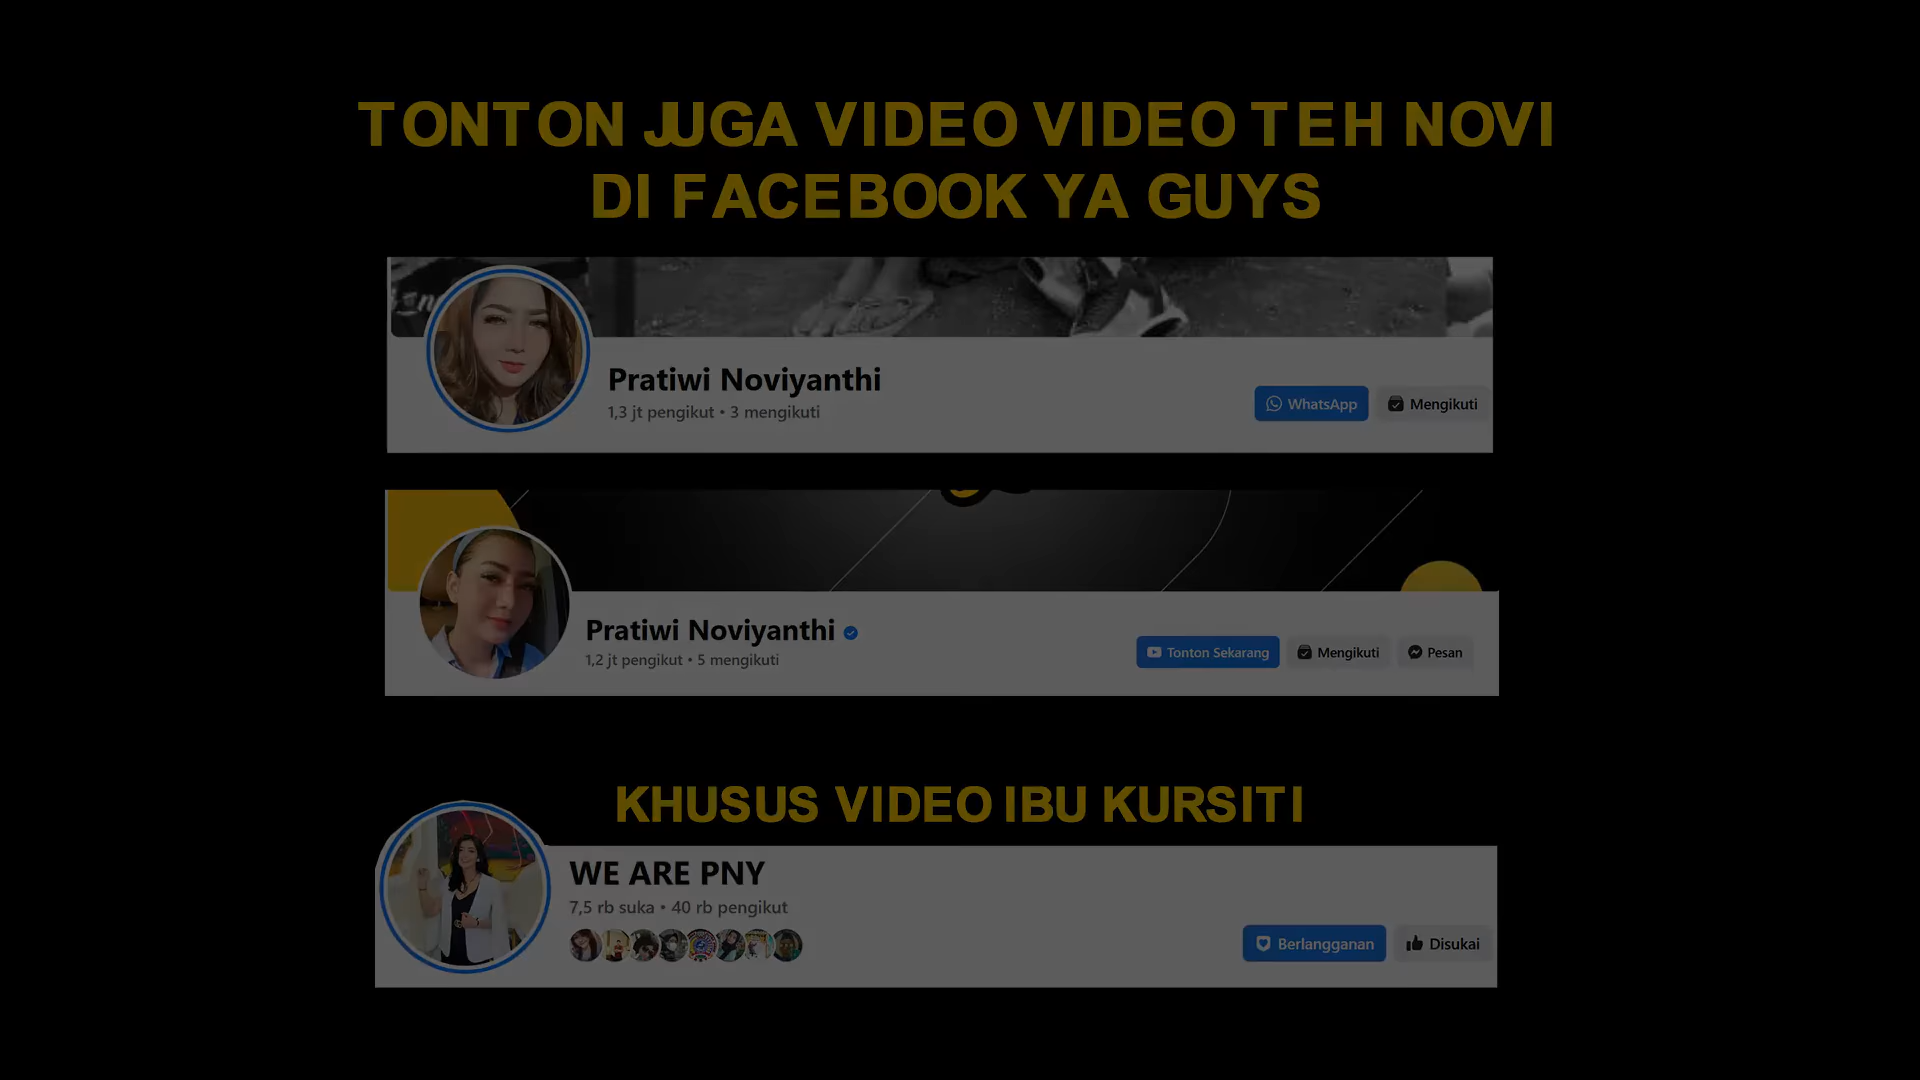 TONTON JUGA VIDEO VIDEO TEH NOVI
DI FACEBOOK YA GUYS
Pratiwi Noviyanthi
1,3 jt pengikut • 3 mengikuti
WhatsApp
Mengikuti
Pratiwi Noviyanthi
1,2 jt pengikut • 5 mengikuti
Tonton Sekarang
Mengikuti
Pesan
KHUSUS VIDEO IBU KURSITI
WE ARE PNY
7,5 rb suka • 40 rb pengikut
Berlangganan
Disukai